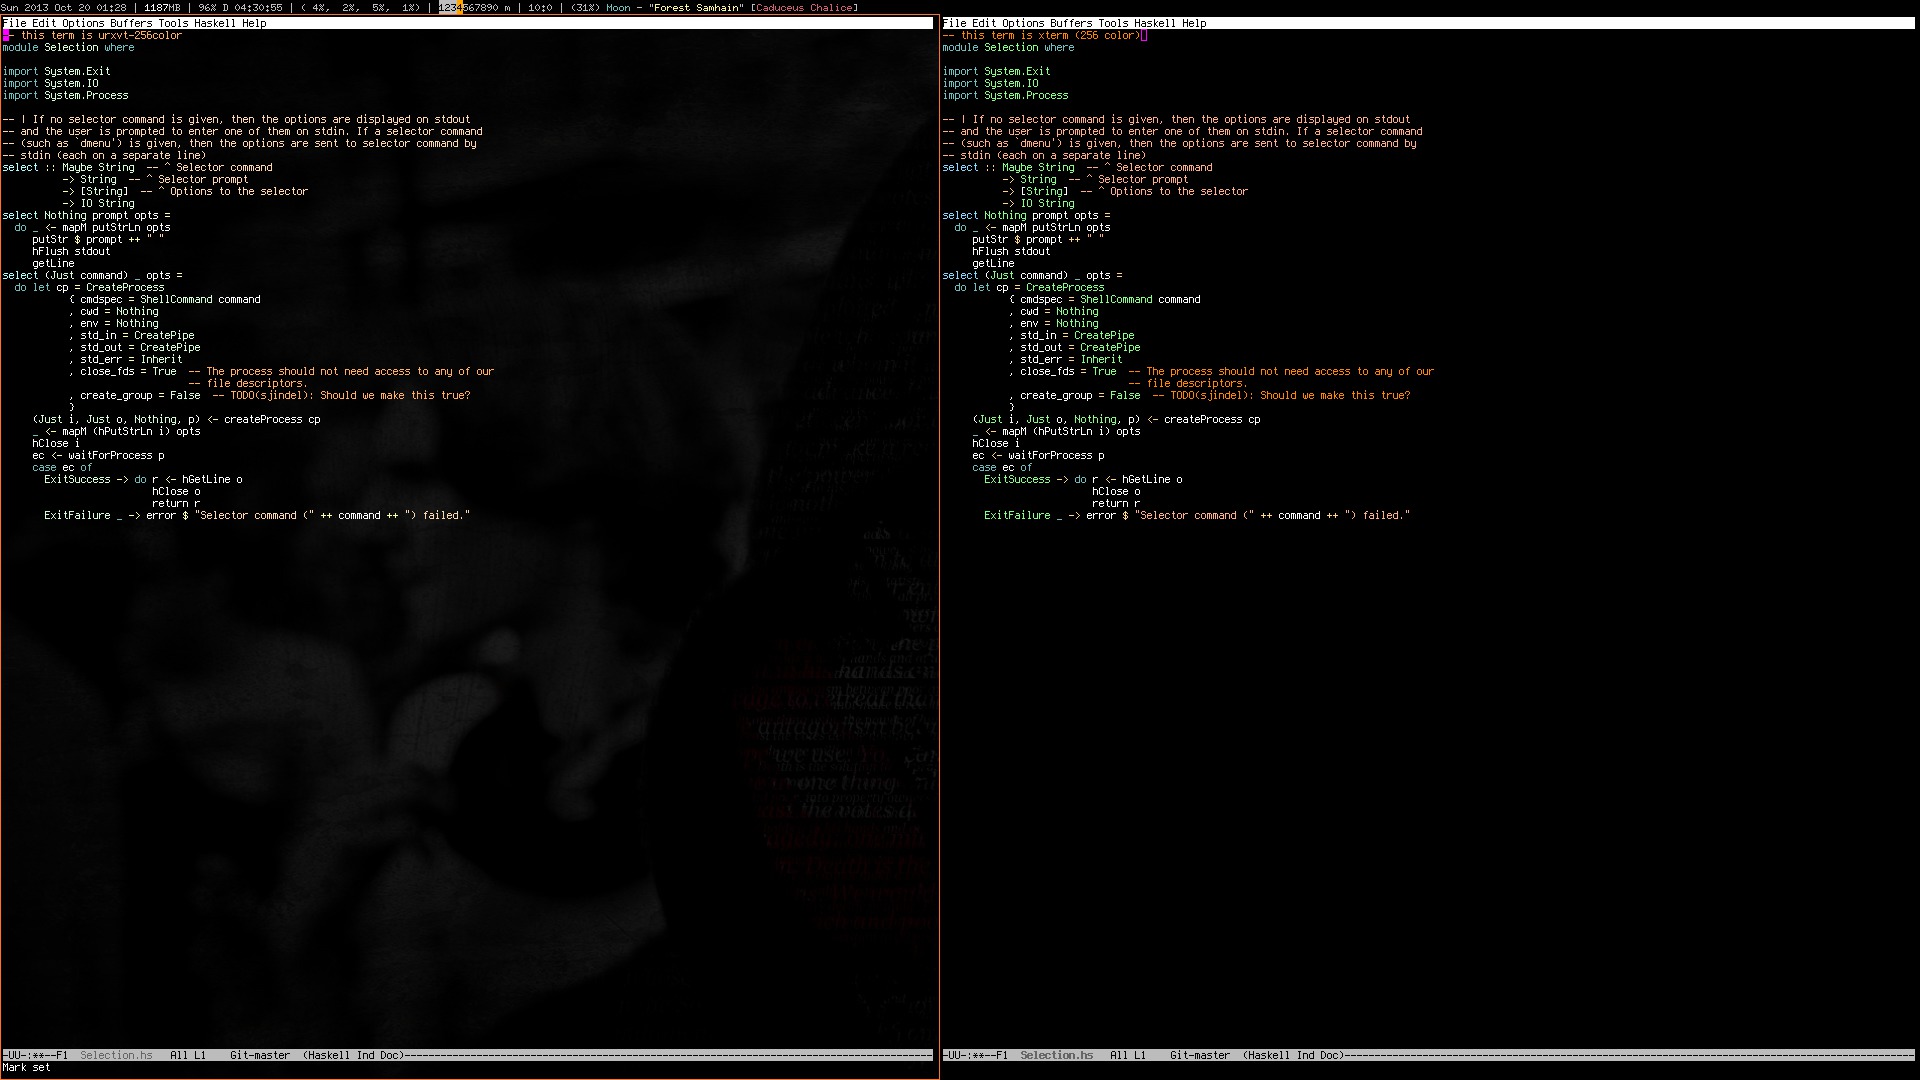 Sun 2013 Oct 20 01:28 | 1187MB | 96% D 04:30:55 | ( 4%, 2%, 5%, 1%) | 1234567890 m | 10:0 | (31%) Moon - "Forest Samhain" [Caduceus Chalice]
File Edit Options Buffers Tools Haskell Help
-- this term is urxvt-256color
module Selection where
import System.Exit
import System.IO
import System.Process
-- | If no selector command is given, then the options are displayed on stdout
-- and the user is prompted to enter one of them on stdin. If a selector command
-- (such as `dmenu') is given, then the options are sent to selector command by
-- stdin (each on a separate line)
select :: Maybe String  -- ^ Selector command
          -> String  -- ^ Selector prompt
          -> [String]  -- ^ Options to the selector
          -> IO String
select Nothing prompt opts =
  do _ <- mapM putStrLn opts
     putStr $ prompt ++ " "
     hFlush stdout
     getLine
select (Just command) _ opts =
  do let cp = CreateProcess
           { cmdspec = ShellCommand command
           , cwd = Nothing
           , env = Nothing
           , std_in = CreatePipe
           , std_out = CreatePipe
           , std_err = Inherit
           , close_fds = True  -- The process should not need access to any of our
                               -- file descriptors.
           , create_group = False  -- TODO(sjindel): Should we make this true?
           }
     (Just i, Just o, Nothing, p) <- createProcess cp
     _ <- mapM (hPutStrLn i) opts
     hClose i
     ec <- waitForProcess p
     case ec of
       ExitSuccess -> do r <- hGetLine o
                         hClose o
                         return r
       ExitFailure _ -> error $ "Selector command (" ++ command ++ ") failed."
-UU-:**--F1  Selection.hs   All L1    Git-master  (Haskell Ind Doc)
Mark set
File Edit Options Buffers Tools Haskell Help
-- this term is xterm (256 color)
module Selection where
import System.Exit
import System.IO
import System.Process
-- | If no selector command is given, then the options are displayed on stdout
-- and the user is prompted to enter one of them on stdin. If a selector command
-- (such as `dmenu') is given, then the options are sent to selector command by
-- stdin (each on a separate line)
select :: Maybe String  -- ^ Selector command
          -> String  -- ^ Selector prompt
          -> [String]  -- ^ Options to the selector
          -> IO String
select Nothing prompt opts =
  do _ <- mapM putStrLn opts
     putStr $ prompt ++ " "
     hFlush stdout
     getLine
select (Just command) _ opts =
  do let cp = CreateProcess
           { cmdspec = ShellCommand command
           , cwd = Nothing
           , env = Nothing
           , std_in = CreatePipe
           , std_out = CreatePipe
           , std_err = Inherit
           , close_fds = True  -- The process should not need access to any of our
                               -- file descriptors.
           , create_group = False  -- TODO(sjindel): Should we make this true?
           }
     (Just i, Just o, Nothing, p) <- createProcess cp
     _ <- mapM (hPutStrLn i) opts
     hClose i
     ec <- waitForProcess p
     case ec of
       ExitSuccess -> do r <- hGetLine o
                         hClose o
                         return r
       ExitFailure _ -> error $ "Selector command (" ++ command ++ ") failed."
-UU-:**--F1  Selection.hs   All L1    Git-master  (Haskell Ind Doc)